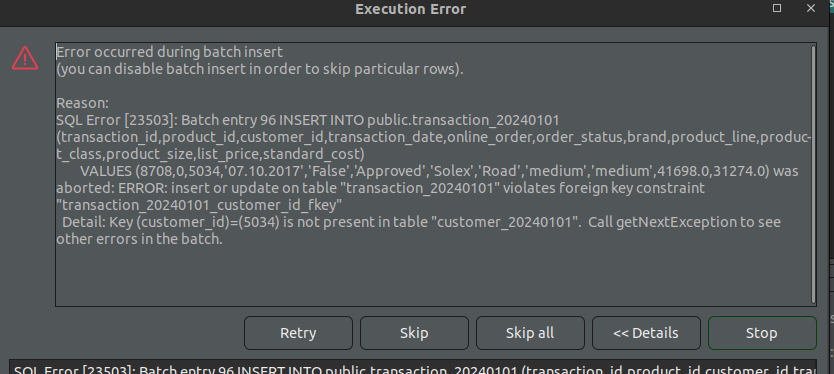 Execution Error
Error occurred during batch insert
(you can disable batch insert in order to skip particular rows).
Reason:
SQL Error [23503]: Batch entry 96 INSERT INTO public.transaction_20240101
(transaction_id,product_id,customer_id,transaction_date,online_order,order_status,brand,product_line,produc-
t_class,product_size,list_price,standard_cost)
VALUES (8708,0,5034,'07.10.2017','False','Approved','Solex','Road','medium','medium',41698.0,31274.0) was
aborted: ERROR: insert or update on table "transaction_20240101" violates foreign key constraint
"transaction_20240101_customer_id_fkey"
Detail: Key (customer_id)=(5034) is not present in table "customer_20240101".  Call getNextException to see
other errors in the batch.
Retry Skip Skip all << Details Stop
SQL Error [23503]: Batch entry 96 INSERT INTO public.transaction_20240101 (transaction_id,product_id,customer_id,tra